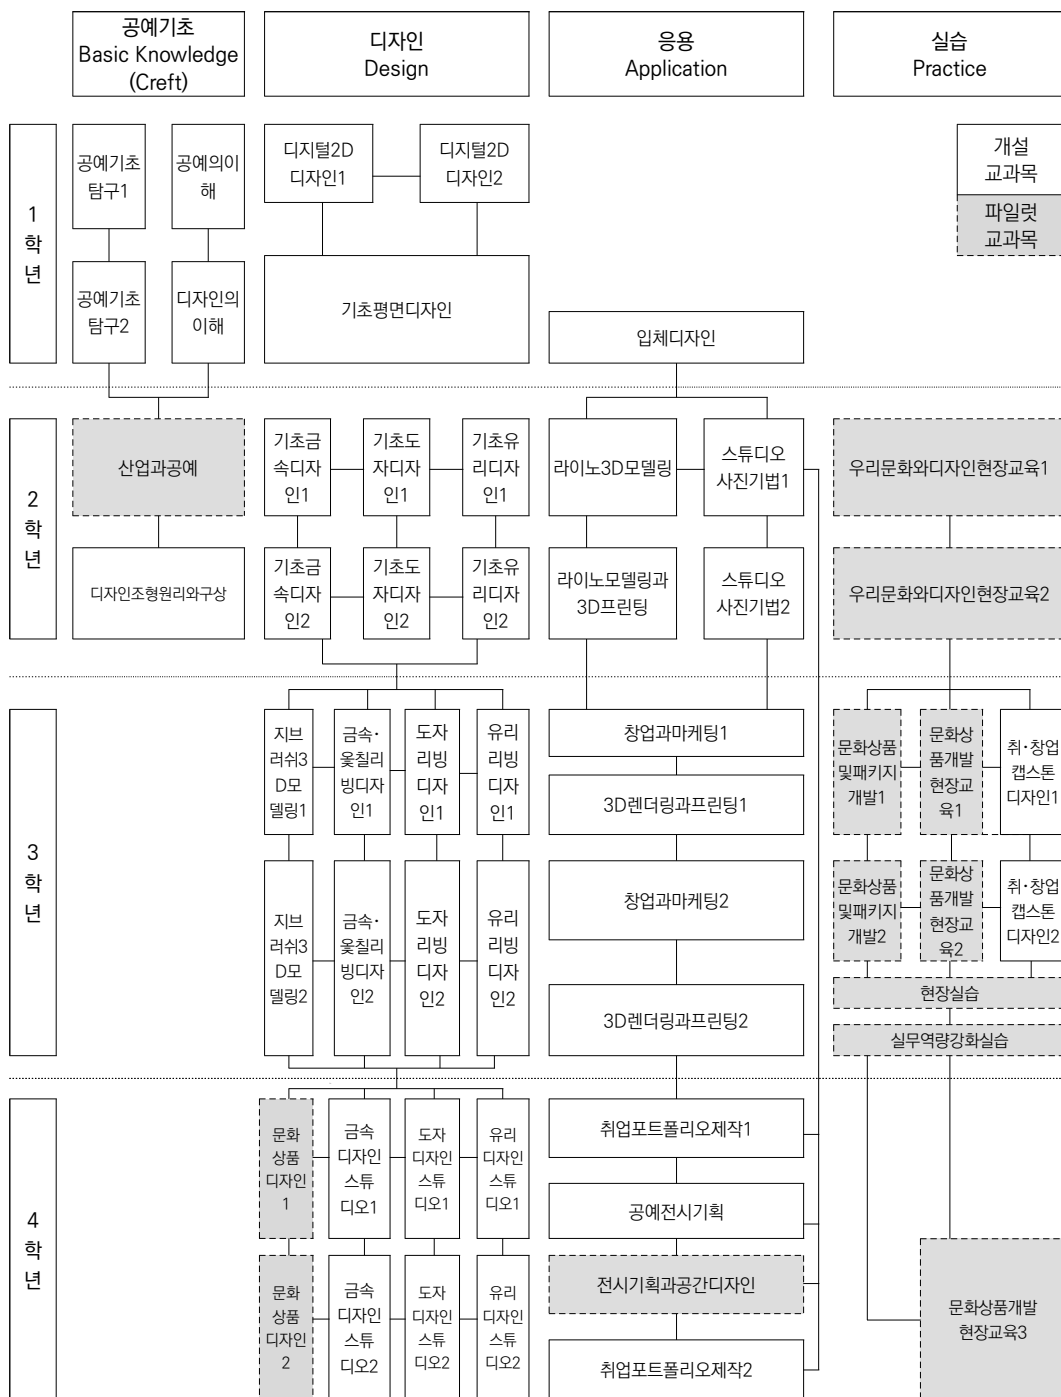 공예기초
Basic Knowledge
(Creft)
디자인
Design
응용
Application
실습
Practice
1
학
년
공예기초
탐구1
공예의이
해
디지털2D
디자인1
디지털2D
디자인2
개설
교과목
파일럿
교과목
공예기초
탐구2
디자인의
이해
기초평면디자인
입체디자인
2
학
년
산업과공예
기초금
속디자
인1
기초도
자디자
인1
기초유
리디자
인1
라이노3D모델링
스튜디오
사진기법1
우리문화와디자인현장교육1
디자인조형원리와구상
기초금
속디자
인2
기초도
자디자
인2
기초유
리디자
인2
라이노모델링과
3D프린팅
스튜디오
사진기법2
우리문화와디자인현장교육2
3
학
년
지브
러쉬3
D모
델링1
금속·
옻칠리
빙디자
인1
도자
리빙
디자
인1
유리
리빙
디자
인1
창업과마케팅1
3D렌더링과프린팅1
문화상품
및패키지
개발1
문화상
품개발
현장교
육1
취·창업
캡스톤
디자인1
지브
러쉬3
D모
델링2
금속·
옻칠리
빙디자
인2
도자
리빙
디자
인2
유리
리빙
디자
인2
창업과마케팅2
3D렌더링과프린팅2
문화상품
및패키지
개발2
문화상
품개발
현장교
육2
취·창업
캡스톤
디자인2
현장실습
실무역량강화실습
4
학
년
문화
상품
디자인
1
금속
디자인
스튜
디오1
도자
디자인
스튜
디오1
유리
디자인
스튜
디오1
취업포트폴리오제작1
공예전시기획
문화
상품
디자인
2
금속
디자인
스튜
디오2
도자
디자인
스튜
디오2
유리
디자인
스튜
디오2
전시기획과공간디자인
취업포트폴리오제작2
문화상품개발
현장교육3